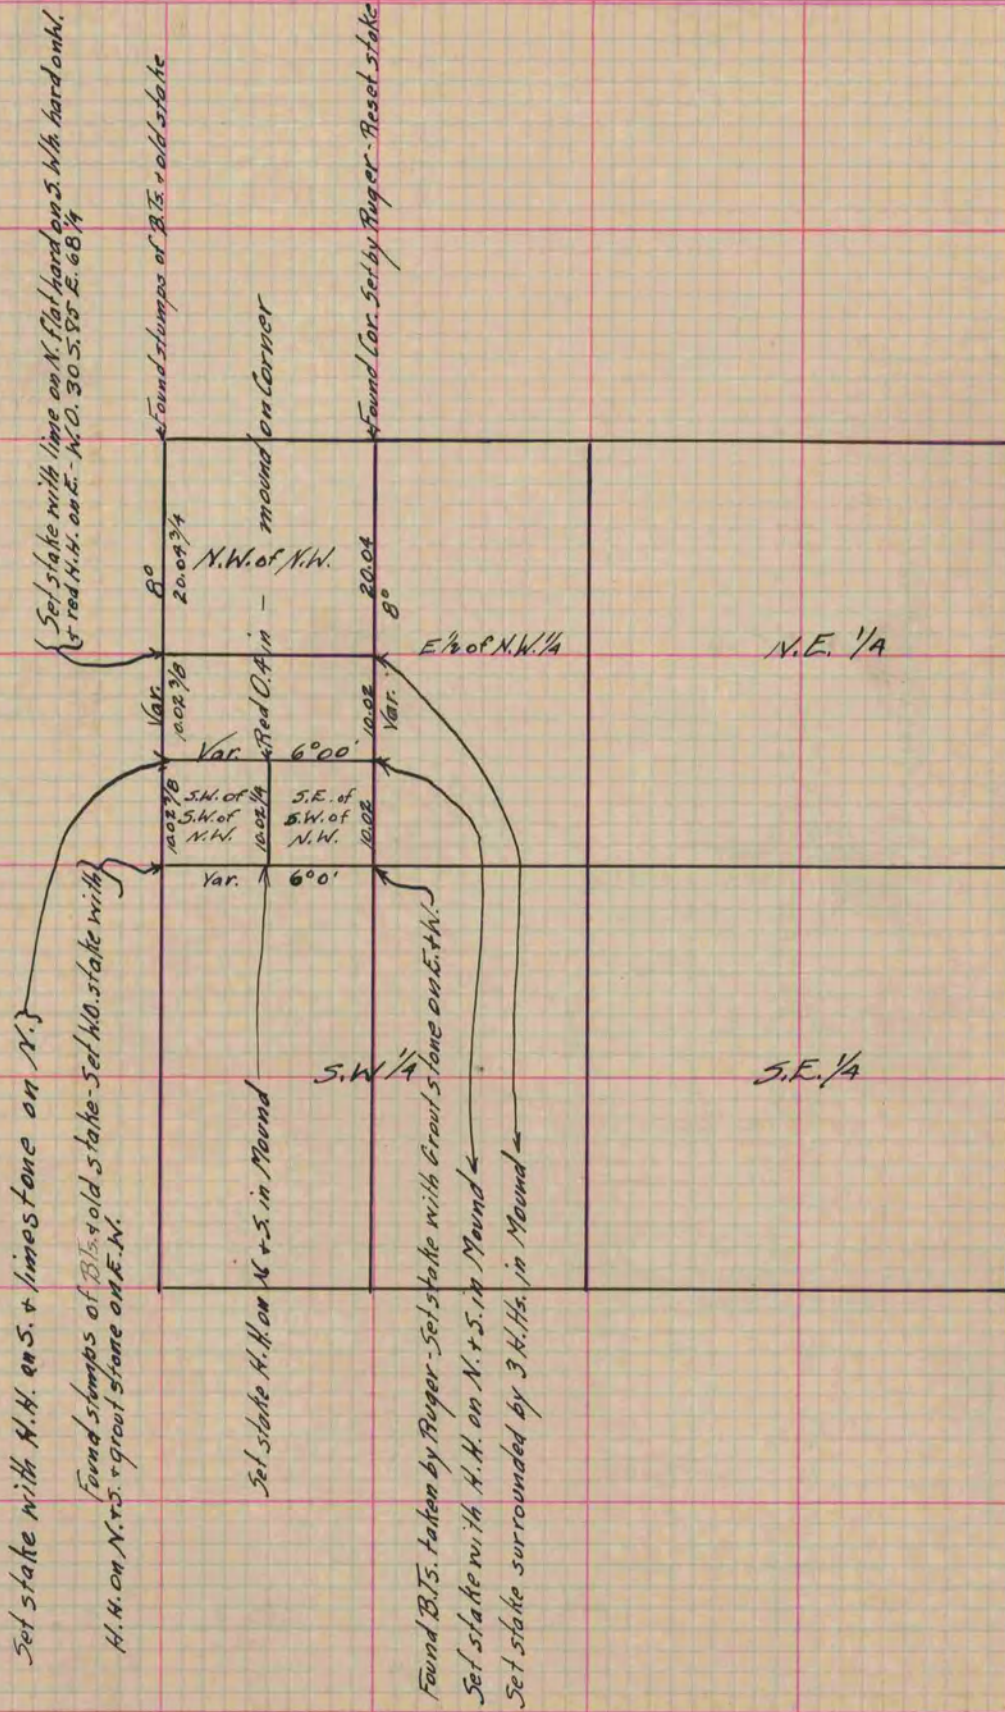 {Set stake with lime on N. flat hard on S. Wh. hard on W.
+ red H.H. on E. - W.O. 30 S. 85 E. 68 1/4
Found stumps of B.Ts. + old stake
Found Cor. Set by Ruger - Reset stake
Red O. 4 in - mound on Corner
8°
20.04 3/4
N.W. of N.W.
20.04
8°
E 1/2 of N.W. 1/4
N.E. 1/4
Var.
10.02 3/8
10.02
Var.
Var. 6°00'
10.02 3/8
S.W. of
S.W. of
N.W.
10.02 1/4
S.E. of
S.W. of
N.W.
10.02
Var. 6°0'
S.W 1/4
S.E. 1/4
Set stake with H.H. on S. + limestone on N.}
Found stumps of B.Ts. + old stake - Set W.O. stake with
H.H. on N. + S. + grout stone on E. W.
Set stake H.H. on N + S. in Mound
Found B.Ts. taken by Ruger - Set stake with Grout stone on E. + W.
Set stake with H.H. on N. + S. in Mound
Set stake surrounded by 3 H.Hs. in Mound